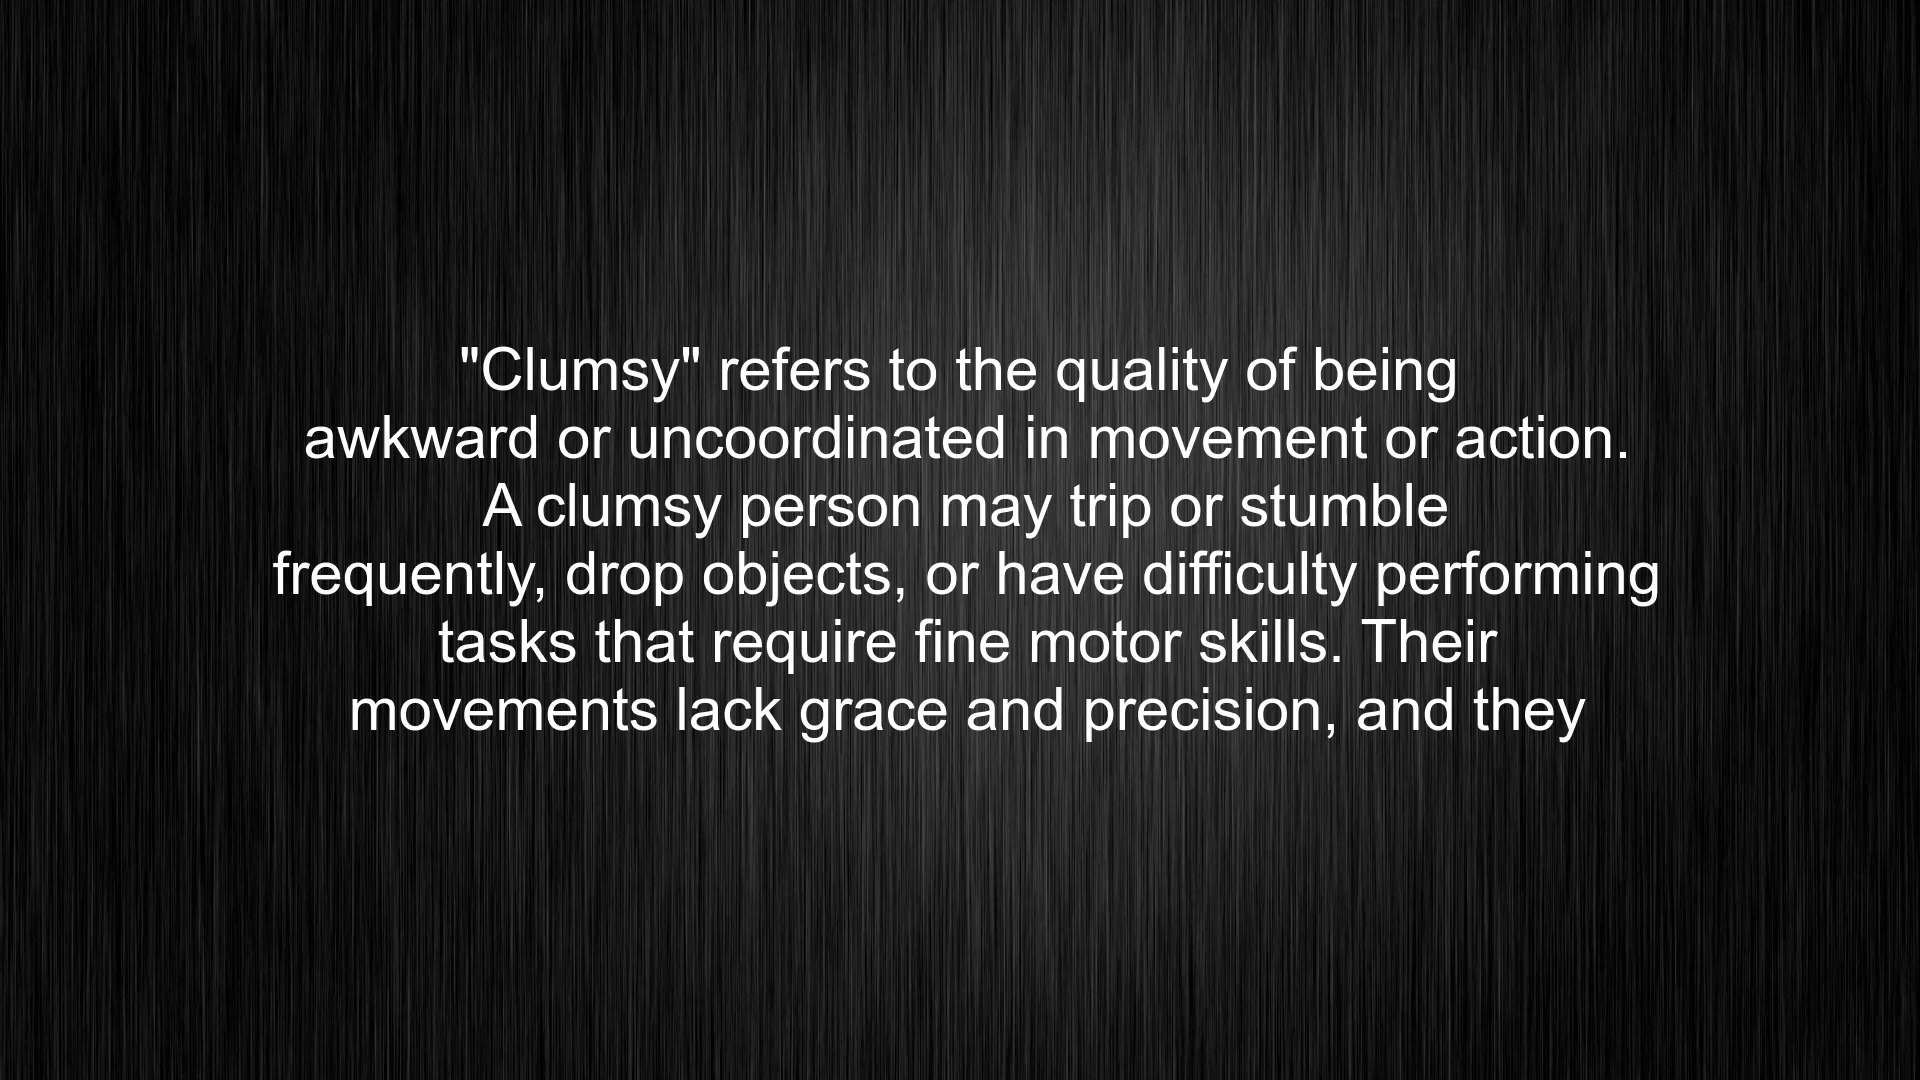 "Clumsy" refers to the quality of being
awkward or uncoordinated in movement or action.
A clumsy person may trip or stumble
frequently, drop objects, or have difficulty performing
tasks that require fine motor skills. Their
movements lack grace and precision, and they